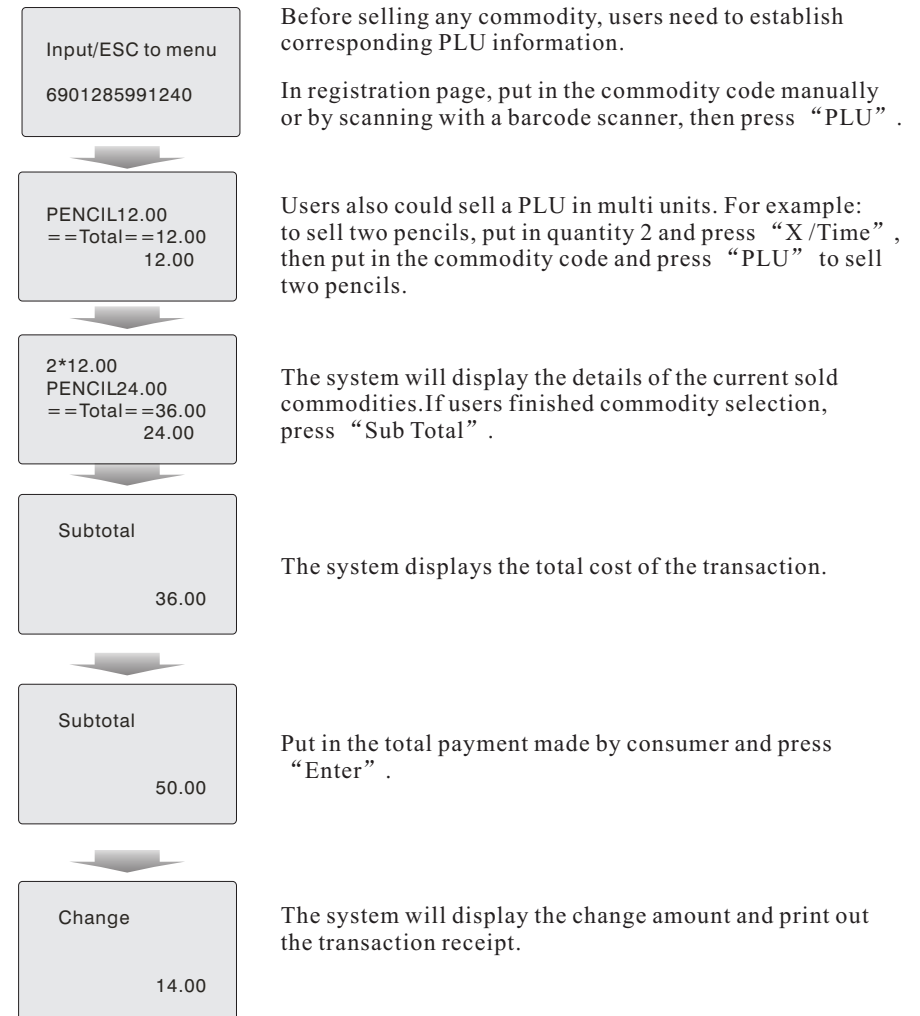 Input/ESC to menu
6901285991240
Before selling any commodity, users need to establish
corresponding PLU information.
In registration page, put in the commodity code manually
or by scanning with a barcode scanner, then press “PLU”.
PENCIL12.00
==Total==12.00
12.00
Users also could sell a PLU in multi units. For example:
to sell two pencils, put in quantity 2 and press “X /Time”,
then put in the commodity code and press “PLU” to sell
two pencils.
2*12.00
PENCIL24.00
==Total==36.00
24.00
The system will display the details of the current sold
commodities.If users finished commodity selection,
press “Sub Total”.
Subtotal
36.00
The system displays the total cost of the transaction.
Subtotal
50.00
Put in the total payment made by consumer and press
“Enter”.
Change
14.00
The system will display the change amount and print out
the transaction receipt.